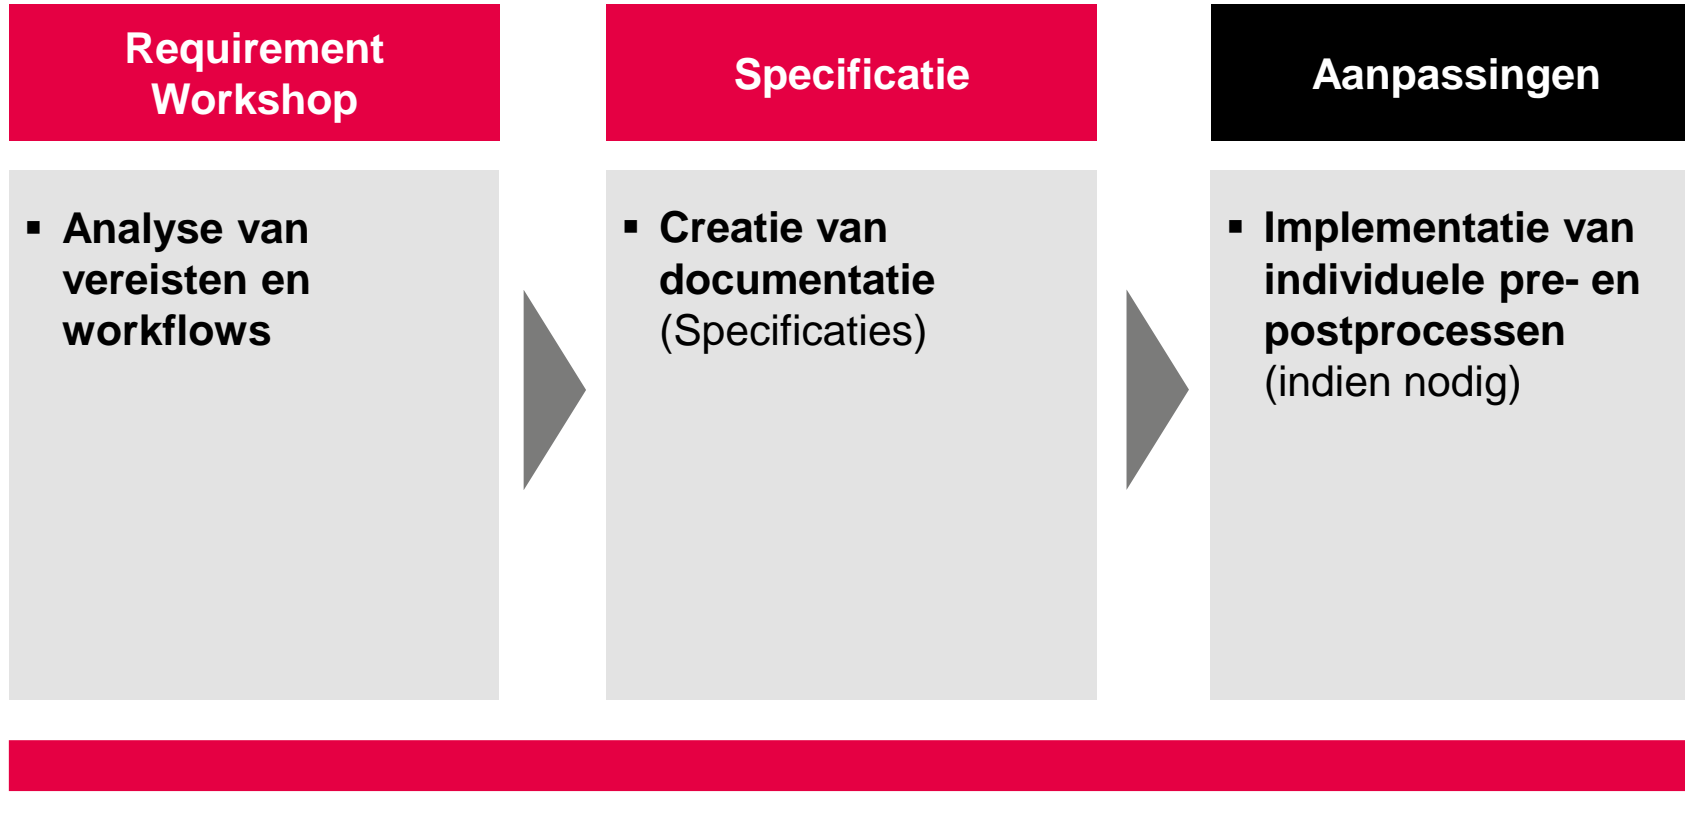 Requirement
Workshop
Specificatie
Aanpassingen
▪ Analyse van
vereisten en
workflows
▪ Creatie van
documentatie
(Specificaties)
▪ Implementatie van
individuele pre- en
postprocessen
(indien nodig)